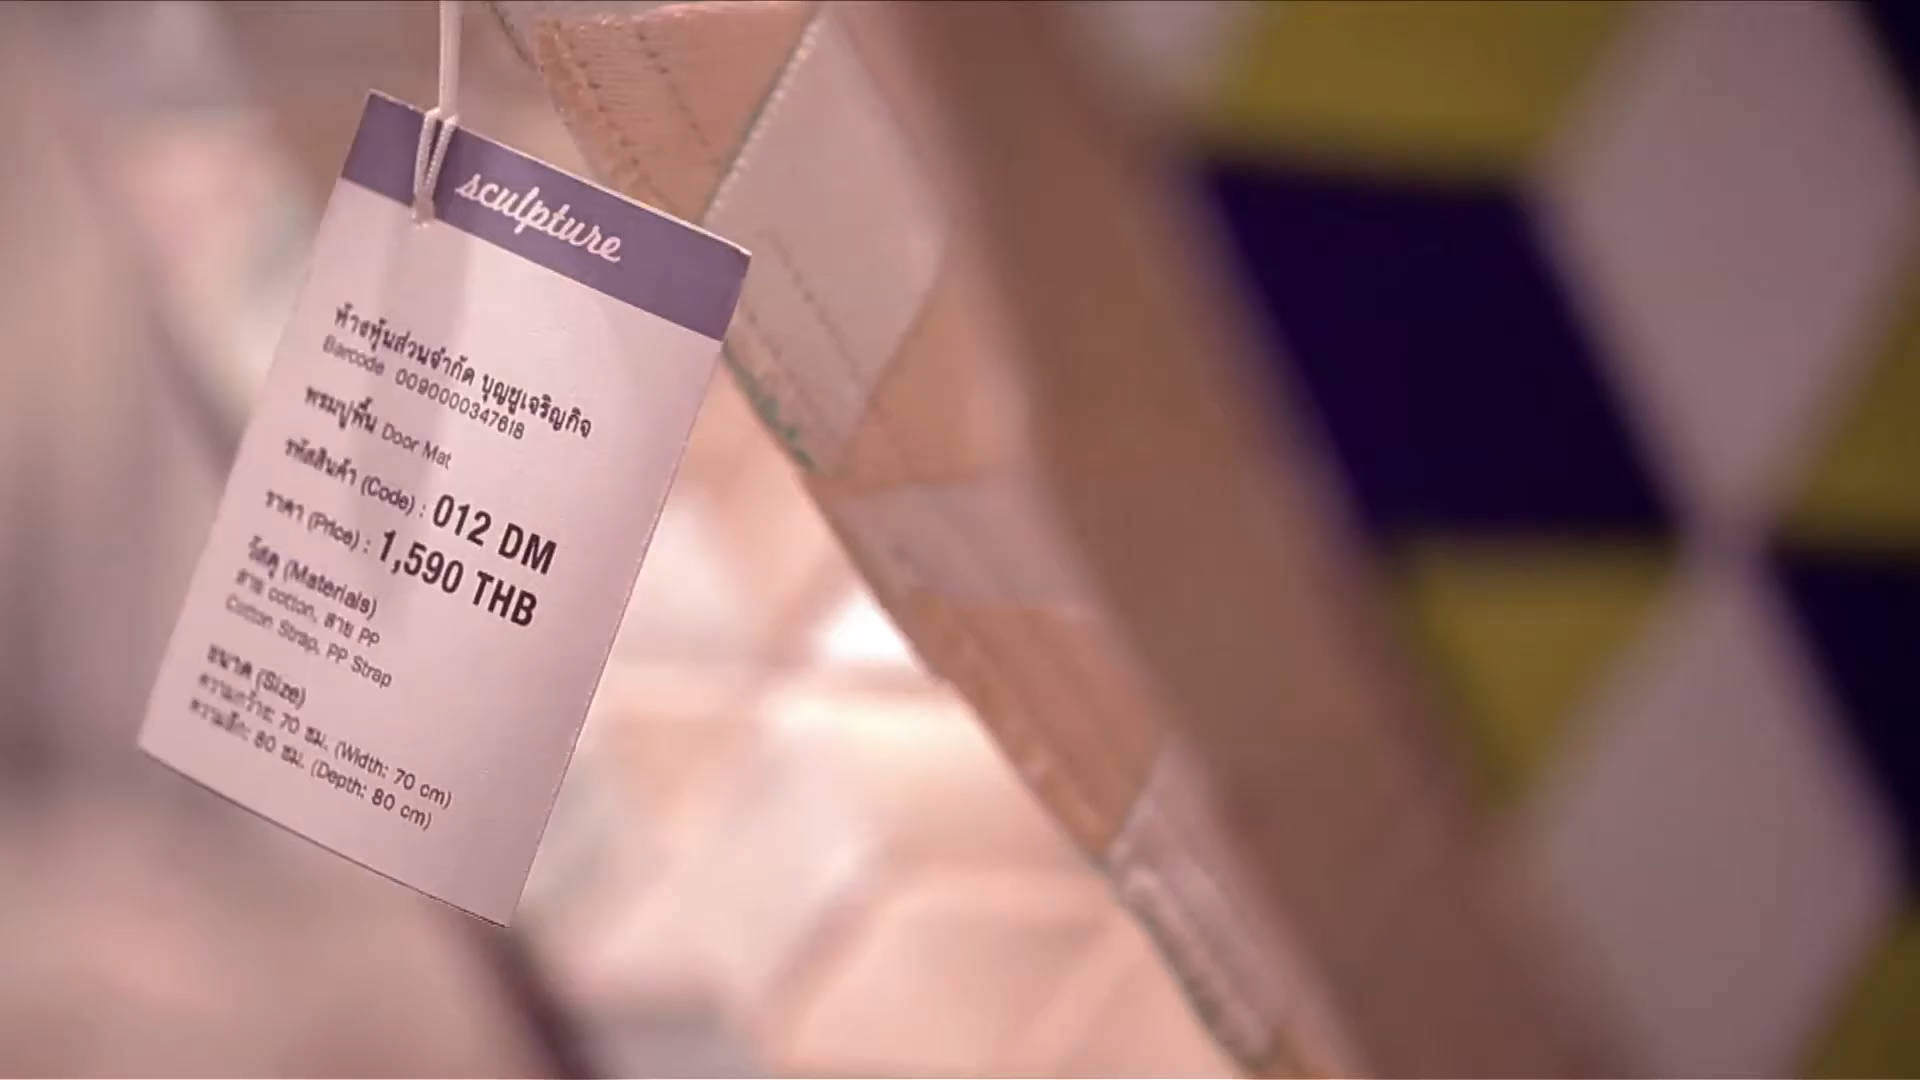 sculpture
ห้างหุ้นส่วนจำกัด บุญชูเจริญกิจ
Barcode 0090000347618
พรมปูพื้น Door Mat
รหัสสินค้า (Code) : 012 DM
ราคา (Price) : 1,590 THB
วัสดุ (Materials)
สาย cotton, สาย PP
Cotton Strap, PP Strap
ขนาด (Size)
ความกว้าง: 70 ซม. (Width: 70 cm)
ความลึก: 80 ซม. (Depth: 80 cm)